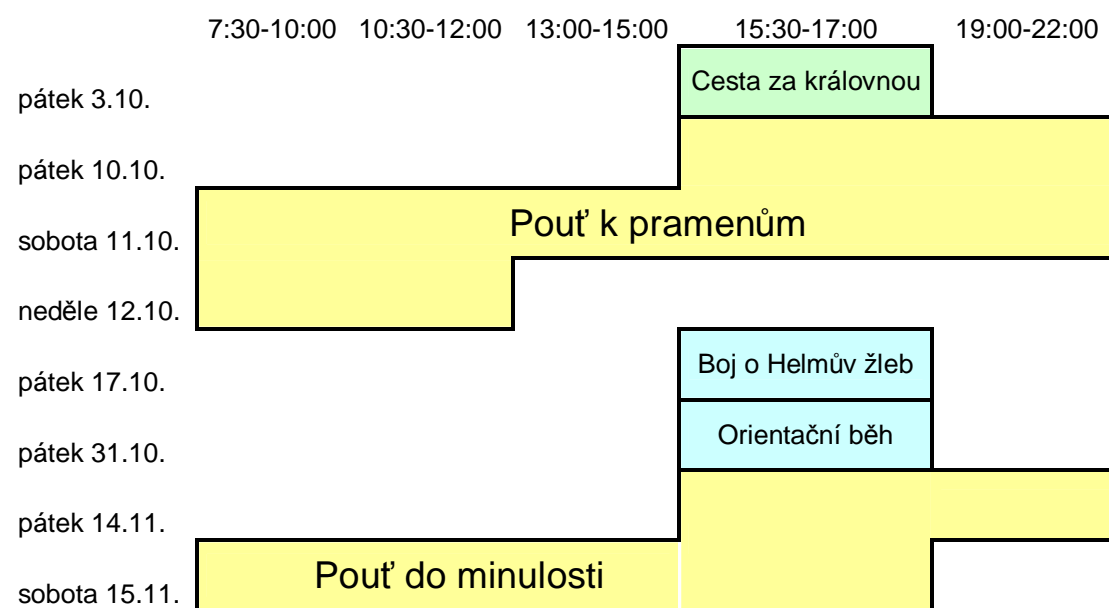 7:30-10:00 10:30-12:00 13:00-15:00 15:30-17:00 19:00-22:00
Cesta za královnou
pátek 3.10.
pátek 10.10.
Pouť k pramenům
sobota 11.10.
neděle 12.10.
Boj o Helmův žleb
pátek 17.10.
Orientační běh
pátek 31.10.
pátek 14.11.
Pouť do minulosti
sobota 15.11.